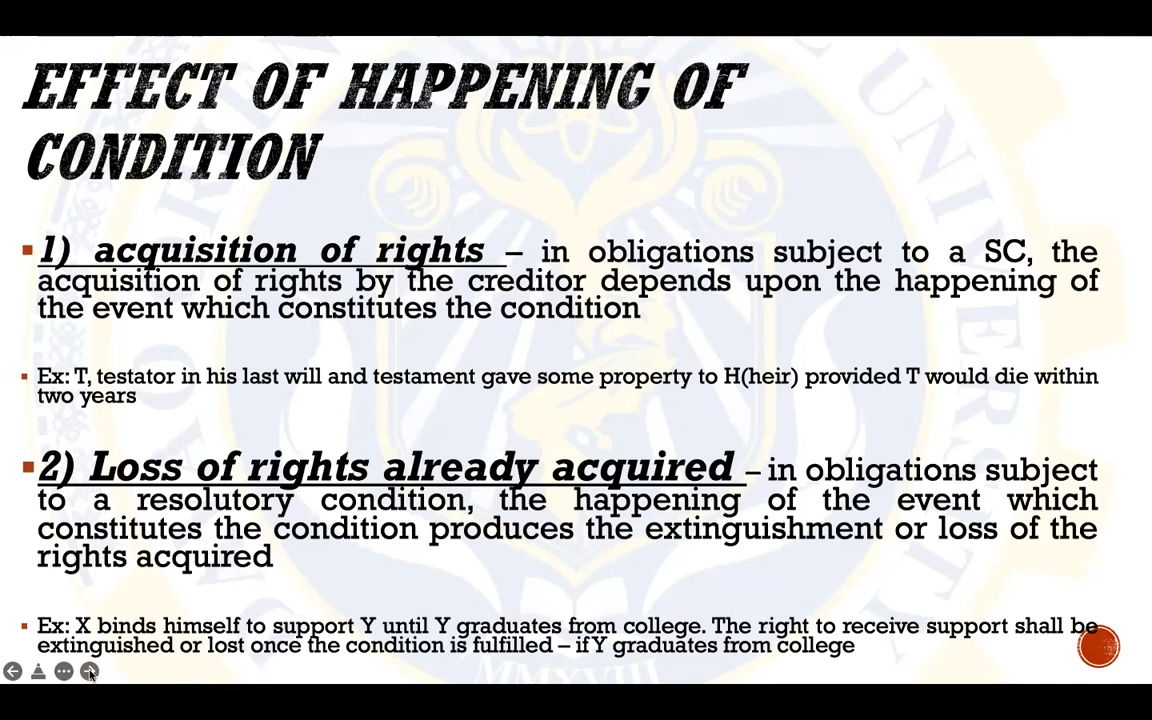 EFFECT OF HAPPENING OF
CONDITION
1) acquisition of rights – in obligations subject to a SC, the
acquisition of rights by the creditor depends upon the happening of
the event which constitutes the condition
Ex: T, testator in his last will and testament gave some property to H(heir) provided T would die within
two years
2) Loss of rights already acquired – in obligations subject
to a resolutory condition, the happening of the event which
constitutes the condition produces the extinguishment or loss of the
rights acquired
Ex: X binds himself to support Y until Y graduates from college. The right to receive support shall be
extinguished or lost once the condition is fulfilled – if Y graduates from college
MMXVIII